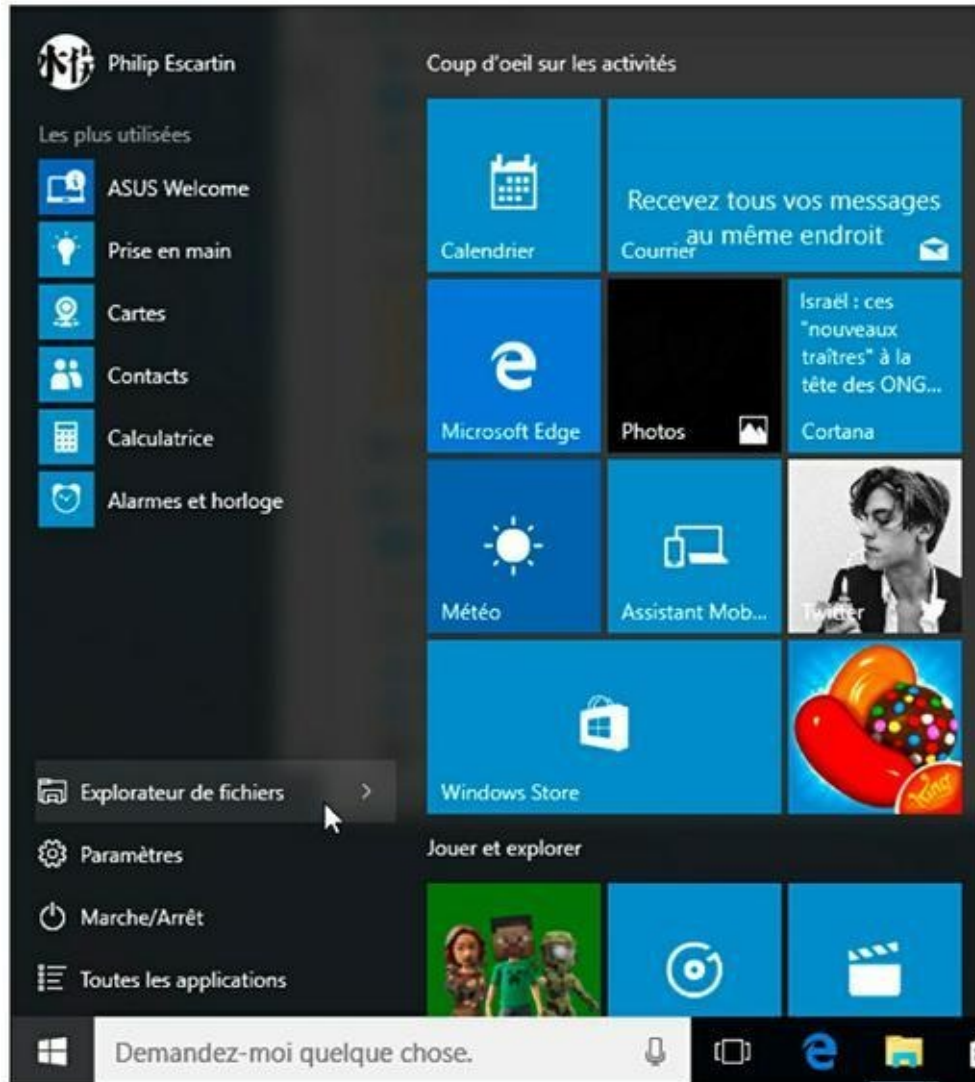 Philip Escartin
Les plus utilisées
ASUS Welcome
Prise en main
Cartes
Contacts
Calculatrice
Alarmes et horloge
Explorateur de fichiers
Paramètres
Marche/Arrêt
Toutes les applications
Coup d'oeil sur les activités
Calendrier
Recevez tous vos messages
au même endroit
Courrier
Microsoft Edge
Photos
Israël : ces
"nouveaux
traîtres" à la
tête des ONG...
Cortana
Météo
Assistant Mob...
Twitter
Windows Store
King
Jouer et explorer
Demandez-moi quelque chose.